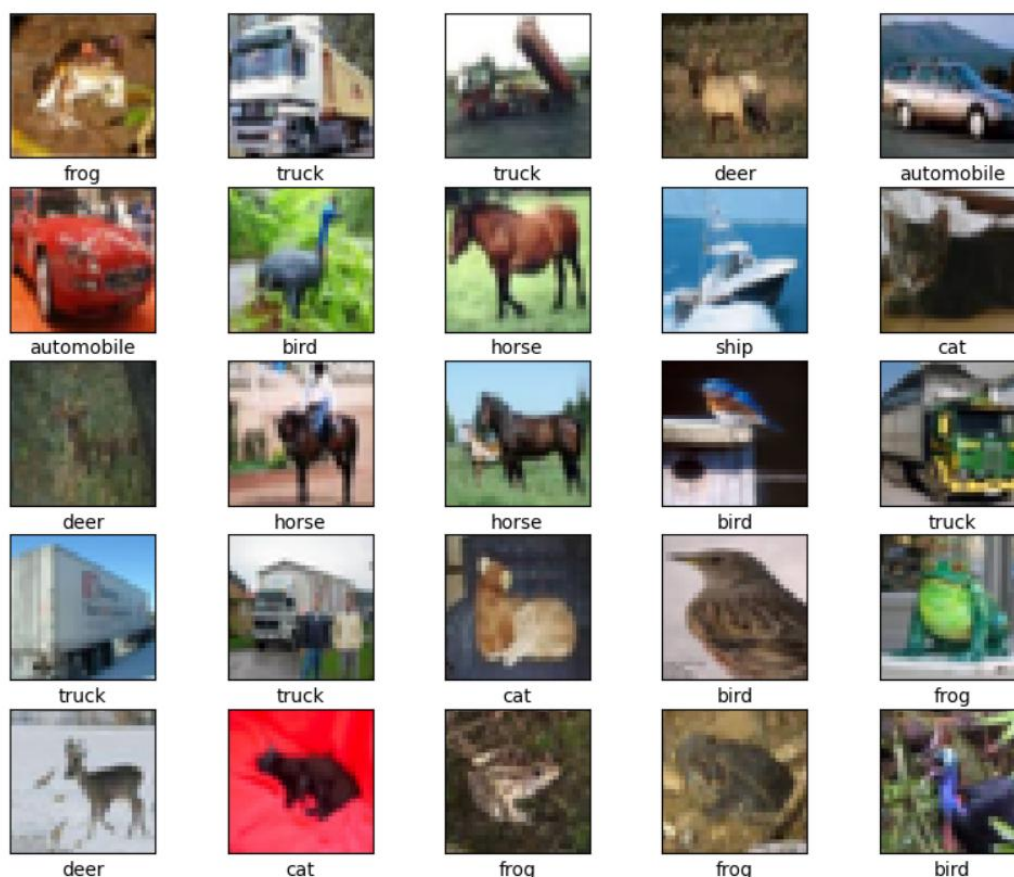 frog truck truck deer automobile
automobile bird horse ship cat
deer horse horse bird truck
truck truck cat bird frog
deer cat frog frog bird